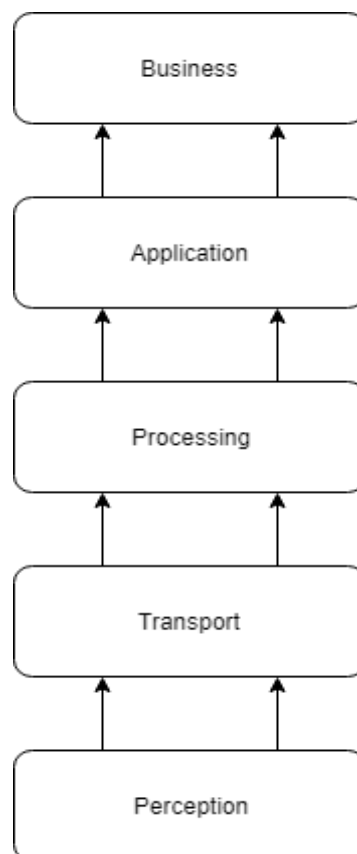 Business
Application
Processing
Transport
Perception